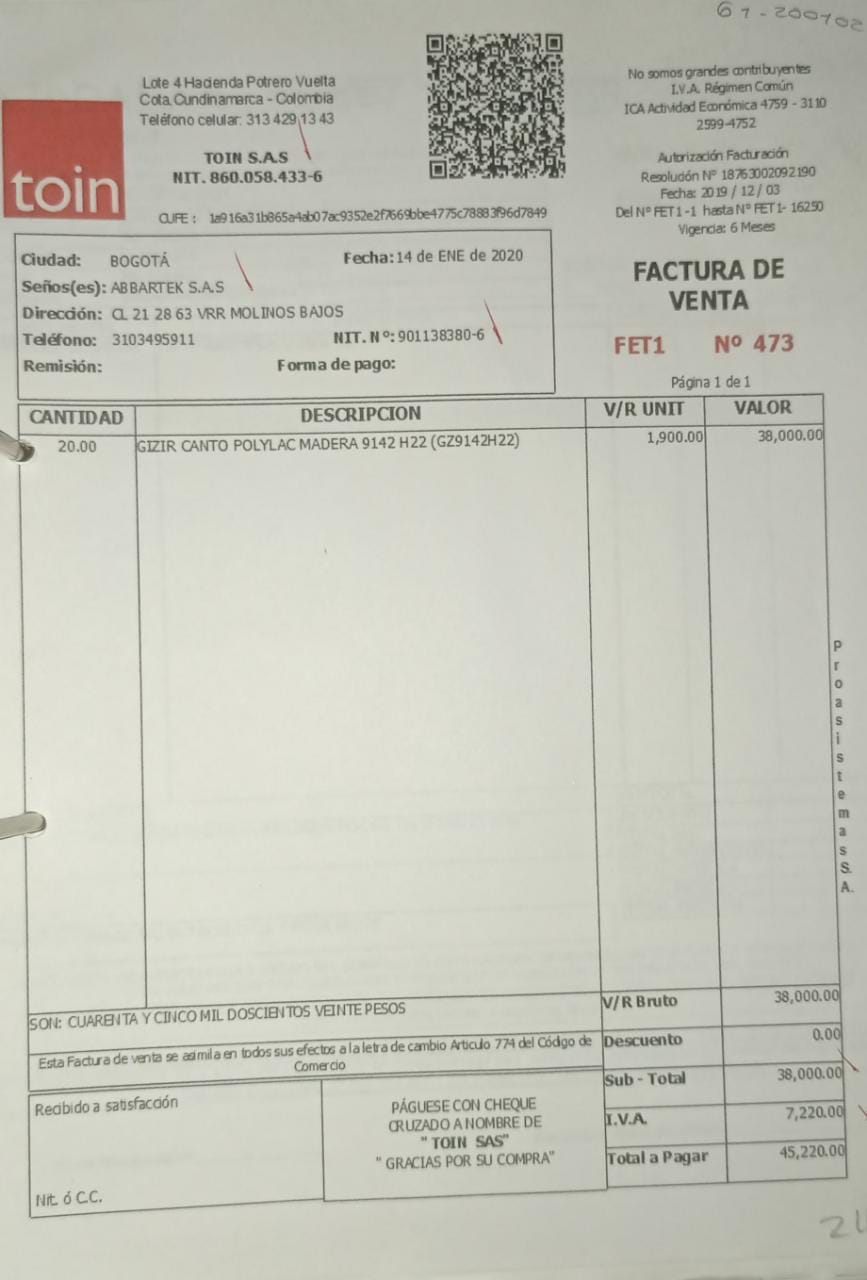 61-200102
Lote 4 Hacienda Potrero Vuelta
Cota, Cundinamarca - Colombia
Teléfono celular: 313 429 13 43
TOIN S.A.S
NIT. 860.058.433-6
toin
No somos grandes contribuyentes
I.V.A. Régimen Común
ICA Actividad Económica 4759 - 3110
2599-4752
Autorización Facturación
Resolución Nº 18763002092190
Fecha: 2019 / 12 / 03
Del Nº FET1 -1 hasta Nº FET1- 16250
Vigencia: 6 Meses
CUFE : 1a916a31b865a4ab07ac9352e2f7669bbe4775c78883f96d7849
Ciudad: BOGOTÁ Fecha: 14 de ENE de 2020
Seños(es): ABBARTEK S.A.S
Dirección: CL 21 28 63 VRR MOLINOS BAJOS
Teléfono: 3103495911 NIT. N º: 901138380-6
Remisión: Forma de pago:
FACTURA DE
VENTA
FET1 Nº 473
Página 1 de 1
CANTIDAD DESCRIPCION V/R UNIT VALOR
20.00 GIZIR CANTO POLYLAC MADERA 9142 H22 (GZ9142H22) 1,900.00 38,000.00
Proasistemas S.A.
SON: CUARENTA Y CINCO MIL DOSCIENTOS VEINTE PESOS
V/R Bruto 38,000.00
Esta Factura de venta se asimila en todos sus efectos a la letra de cambio Articulo 774 del Código de
Comercio
Descuento 0.00
Sub - Total 38,000.00
I.V.A. 7,220.00
Total a Pagar 45,220.00
Recibido a satisfacción
Nit. ó C.C.
PÁGUESE CON CHEQUE
CRUZADO A NOMBRE DE
" TOIN SAS"
" GRACIAS POR SU COMPRA"